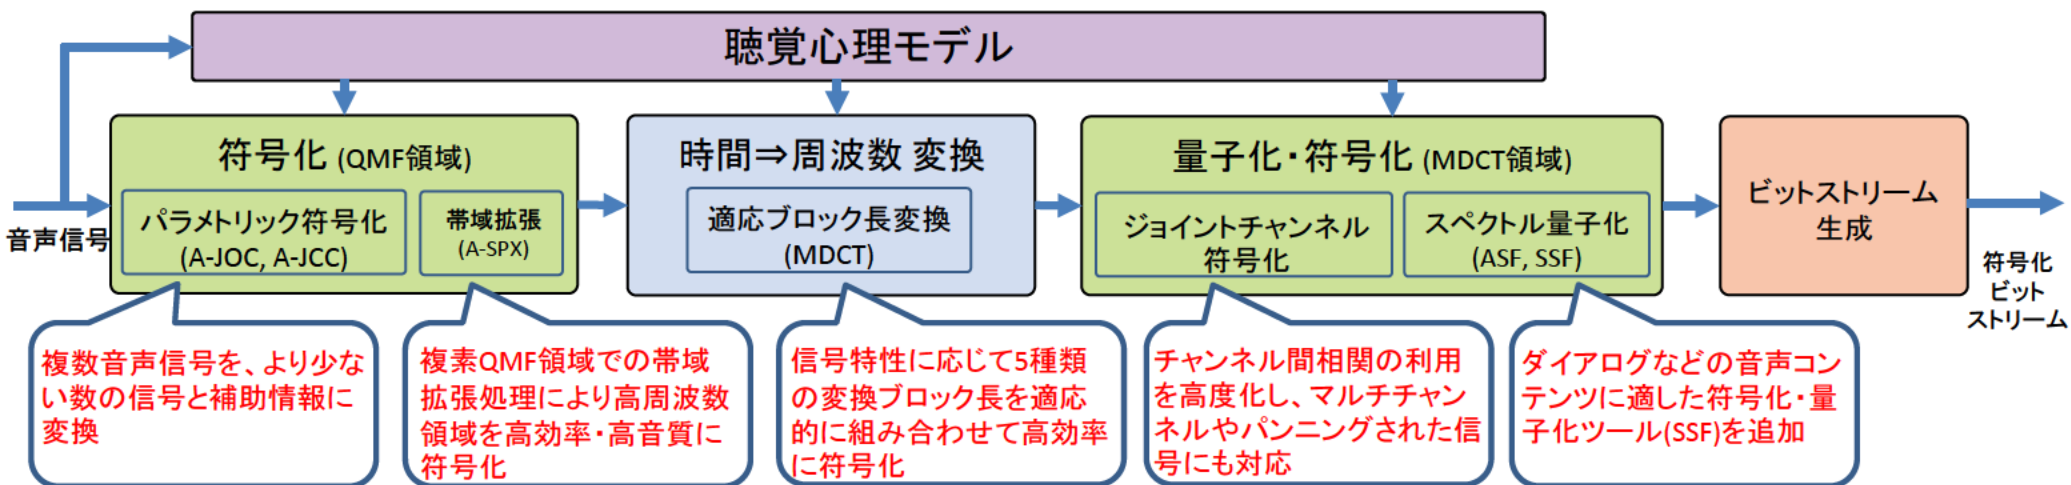 聴覚心理モデル
音声信号
符号化 (QMF領域)
パラメトリック符号化
(A-JOC, A-JCC)
帯域拡張
(A-SPX)
時間⇒周波数 変換
適応ブロック長変換
(MDCT)
量子化・符号化 (MDCT領域)
ジョイントチャンネル
符号化
スペクトル量子化
(ASF, SSF)
ビットストリーム
生成
符号化
ビット
ストリーム
複数音声信号を、より少な
い数の信号と補助情報に
変換
複素QMF領域での帯域
拡張処理により高周波数
領域を高効率・高音質に
符号化
信号特性に応じて5種類
の変換ブロック長を適応
的に組み合わせて高効率
に符号化
チャンネル間相関の利用
を高度化し、マルチチャン
ネルやパンニングされた信
号にも対応
ダイアログなどの音声コン
テンツに適した符号化・量
子化ツール(SSF)を追加